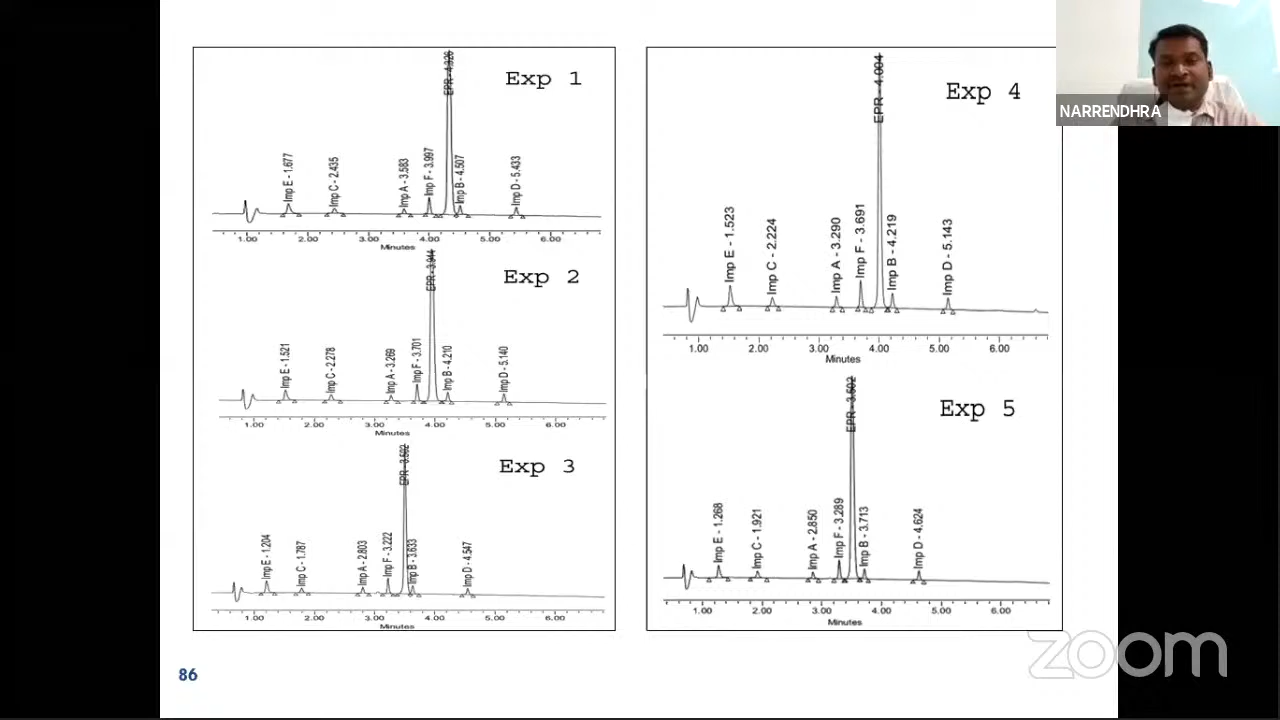 Exp 1
EPR - 4.326
Imp E - 1.677
Imp C - 2.435
Imp A - 3.583
Imp F - 3.997
Imp B - 4.507
Imp D - 5.433
1.00 2.00 3.00 4.00 5.00 6.00
Minutes
Exp 2
EPR - 3.944
Imp E - 1.521
Imp C - 2.278
Imp A - 3.269
Imp F - 3.701
Imp B - 4.210
Imp D - 5.140
1.00 2.00 3.00 4.00 5.00 6.00
Minutes
Exp 3
EPR - 3.502
Imp E - 1.204
Imp C - 1.787
Imp A - 2.803
Imp F - 3.222
Imp B - 3.633
Imp D - 4.547
1.00 2.00 3.00 4.00 5.00 6.00
Minutes
Exp 4
EPR - 4.004
Imp E - 1.523
Imp C - 2.224
Imp A - 3.290
Imp F - 3.691
Imp B - 4.219
Imp D - 5.143
1.00 2.00 3.00 4.00 5.00 6.00
Minutes
Exp 5
EPR - 3.502
Imp E - 1.268
Imp C - 1.921
Imp A - 2.850
Imp F - 3.289
Imp B - 3.713
Imp D - 4.624
1.00 2.00 3.00 4.00 5.00 6.00
Minutes
NARRENDHRA
86
zoom